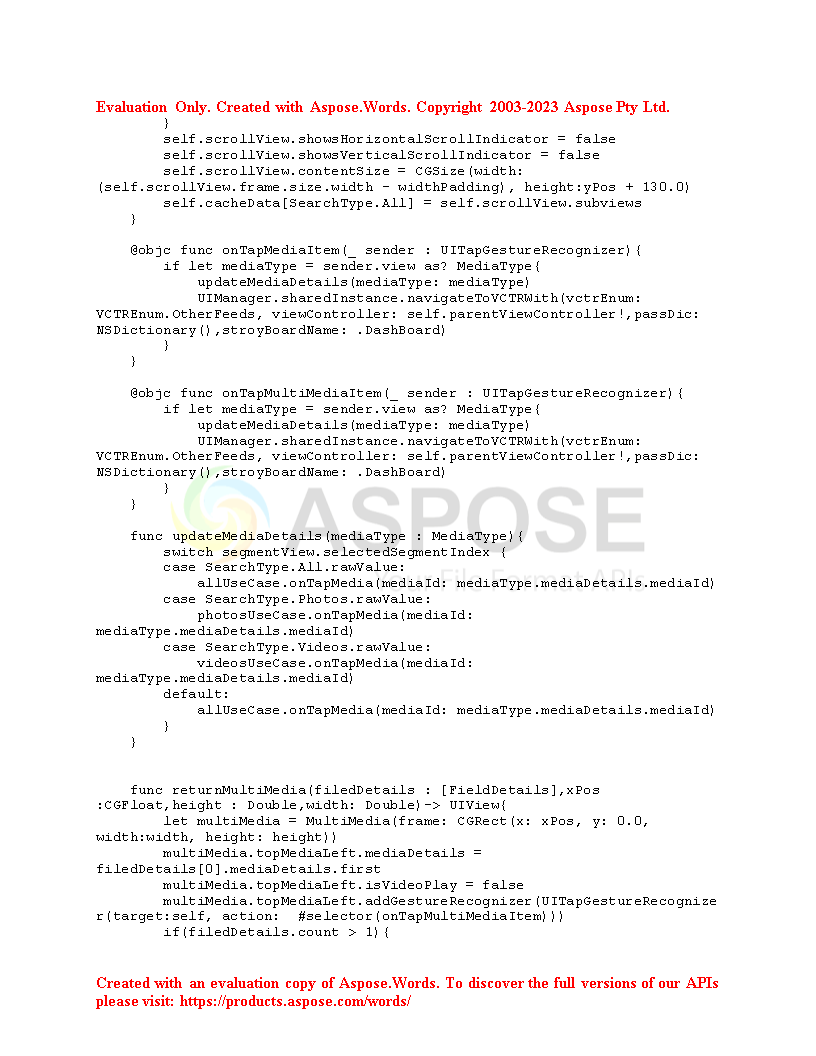 Evaluation Only. Created with Aspose.Words. Copyright 2003-2023 Aspose Pty Ltd.
        }
        self.scrollView.showsHorizontalScrollIndicator = false
        self.scrollView.showsVerticalScrollIndicator = false
        self.scrollView.contentSize = CGSize(width:
(self.scrollView.frame.size.width - widthPadding), height:yPos + 130.0)
        self.cacheData[SearchType.All] = self.scrollView.subviews
    }

    @objc func onTapMediaItem(_ sender : UITapGestureRecognizer){
        if let mediaType = sender.view as? MediaType{
            updateMediaDetails(mediaType: mediaType)
            UIManager.sharedInstance.navigateToVCTRWith(vctrEnum:
VCTREnum.OtherFeeds, viewController: self.parentViewController!,passDic:
NSDictionary(),stroyBoardName: .DashBoard)
        }
    }

    @objc func onTapMultiMediaItem(_ sender : UITapGestureRecognizer){
        if let mediaType = sender.view as? MediaType{
            updateMediaDetails(mediaType: mediaType)
            UIManager.sharedInstance.navigateToVCTRWith(vctrEnum:
VCTREnum.OtherFeeds, viewController: self.parentViewController!,passDic:
NSDictionary(),stroyBoardName: .DashBoard)
        }
    }
ASPOSE

    func updateMediaDetails(mediaType : MediaType){
        switch segmentView.selectedSegmentIndex {
        case SearchType.All.rawValue:
            allUseCase.onTapMedia(mediaId: mediaType.mediaDetails.mediaId)
        case SearchType.Photos.rawValue:
            photosUseCase.onTapMedia(mediaId:
mediaType.mediaDetails.mediaId)
        case SearchType.Videos.rawValue:
            videosUseCase.onTapMedia(mediaId:
mediaType.mediaDetails.mediaId)
        default:
            allUseCase.onTapMedia(mediaId: mediaType.mediaDetails.mediaId)
        }
    }

    func returnMultiMedia(filedDetails : [FieldDetails],xPos
:CGFloat,height : Double,width: Double)-> UIView{
        let multiMedia = MultiMedia(frame: CGRect(x: xPos, y: 0.0,
width:width, height: height))
        multiMedia.topMediaLeft.mediaDetails =
filedDetails[0].mediaDetails.first
        multiMedia.topMediaLeft.isVideoPlay = false
        multiMedia.topMediaLeft.addGestureRecognizer(UITapGestureRecognize
r(target:self, action:  #selector(onTapMultiMediaItem)))
        if(filedDetails.count > 1){
Created with an evaluation copy of Aspose.Words. To discover the full versions of our APIs
please visit: https://products.aspose.com/words/